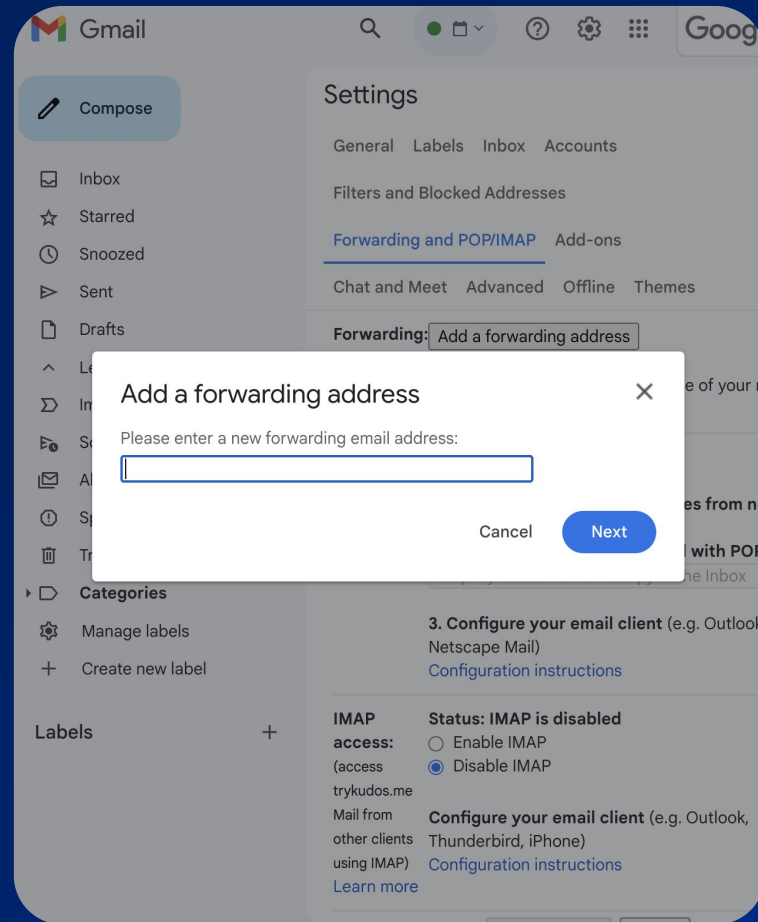 Gmail
Goog
Compose
Inbox
Starred
Snoozed
Sent
Drafts
Categories
Manage labels
Create new label
Labels
Settings
General Labels Inbox Accounts
Filters and Blocked Addresses
Forwarding and POP/IMAP Add-ons
Chat and Meet Advanced Offline Themes
Forwarding: Add a forwarding address
Add a forwarding address
Please enter a new forwarding email address:
Cancel Next
e of your
es from n
with POP
he Inbox
3. Configure your email client (e.g. Outlook
Netscape Mail)
Configuration instructions
IMAP
access:
(access
trykudos.me
Mail from
other clients
using IMAP)
Learn more
Status: IMAP is disabled
Enable IMAP
Disable IMAP
Configure your email client (e.g. Outlook,
Thunderbird, iPhone)
Configuration instructions